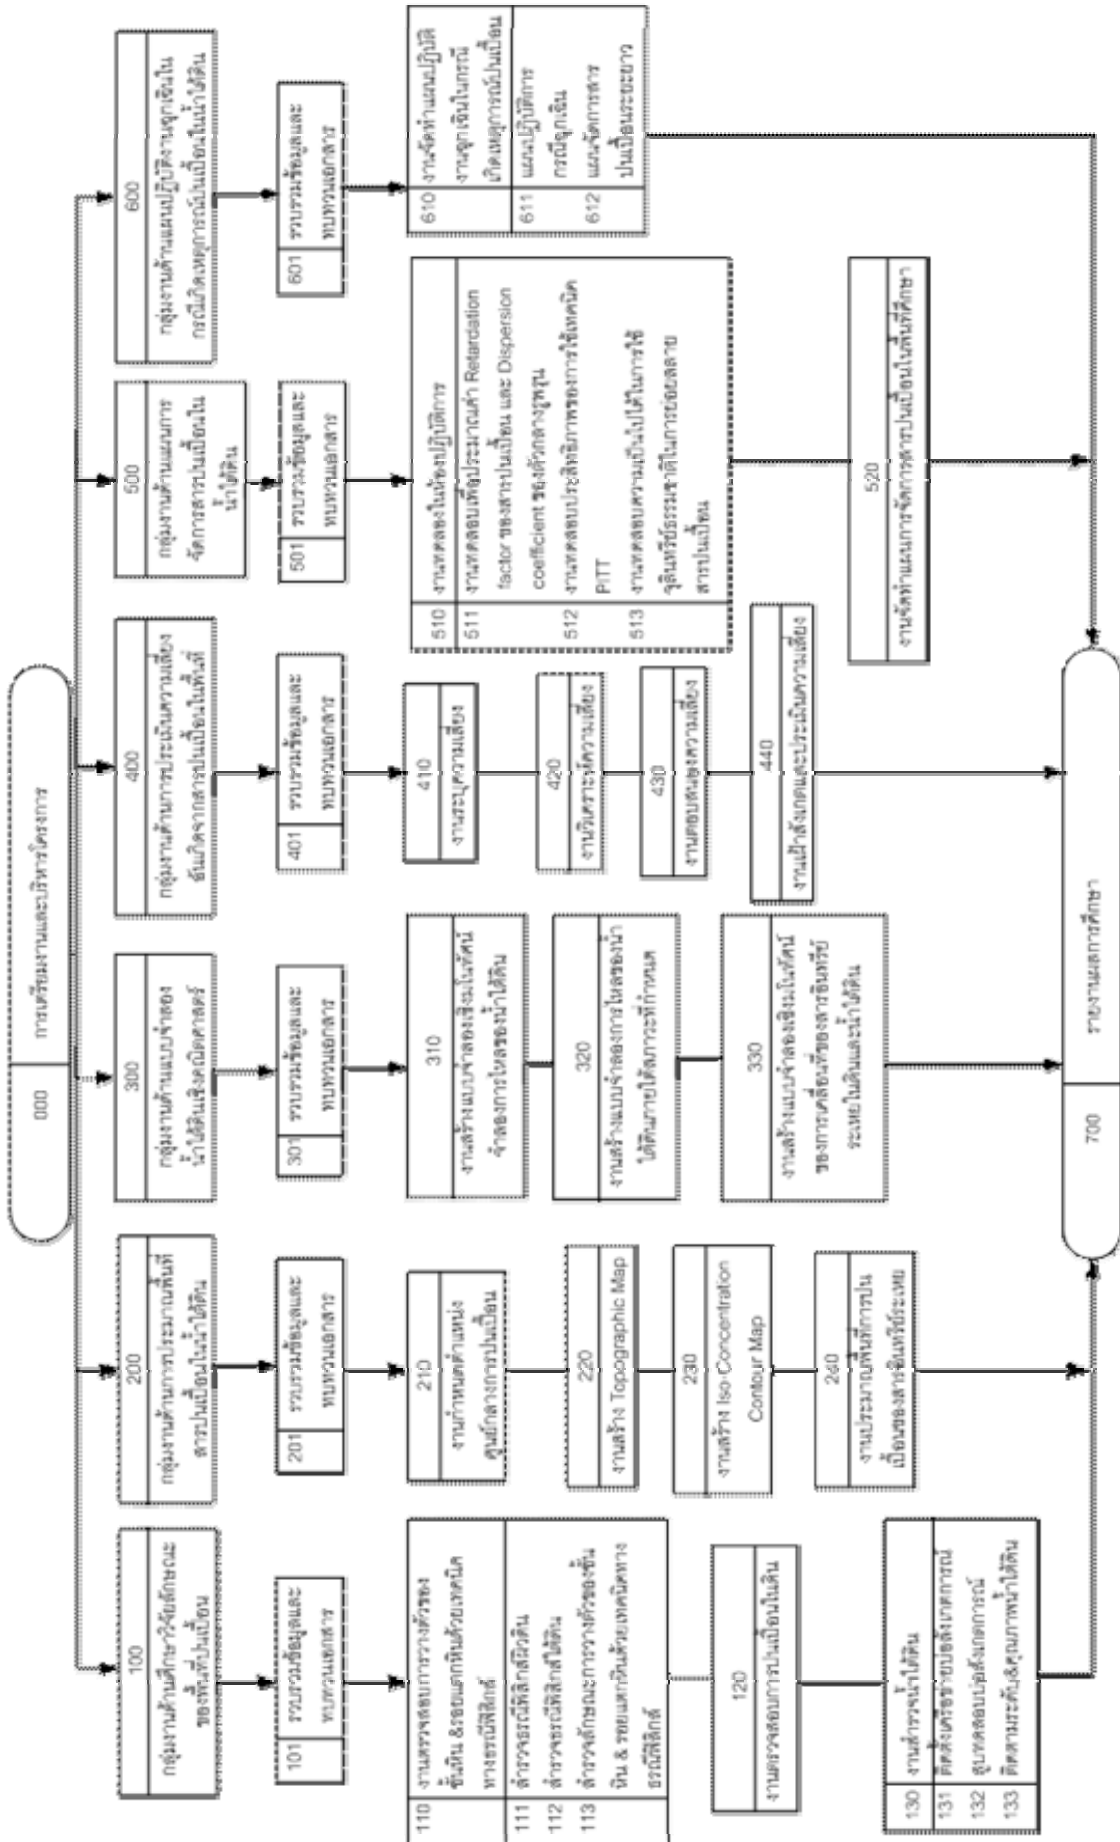 000 การเตรียมงานและบริหารโครงการ
100
กลุ่มงานด้านศึกษาวิจัยลักษณะ
ของพื้นที่ปนเปื้อน
101 รวบรวมข้อมูลและ
ทบทวนเอกสาร
110 งานตรวจสอบการวางตัวของ
ชั้นหิน &รอยแตกหินด้วยเทคนิค
ทางธรณีฟิสิกส์
111 สำรวจธรณีฟิสิกส์ผิวดิน
112 สำรวจธรณีฟิสิกส์ใต้ดิน
113 สำรวจลักษณะการวางตัวของชั้น
หิน & รอยแตกหินด้วยเทคนิคทาง
ธรณีฟิสิกส์
120
งานตรวจสอบการปนเปื้อนในดิน
130 งานสำรวจน้ำใต้ดิน
131 ติดตั้งเครือข่ายบ่อสังเกตการณ์
132 สูบทดสอบบ่อสังเกตการณ์
133 ติดตามระดับ&คุณภาพน้ำใต้ดิน
200
กลุ่มงานด้านการประมาณพื้นที่
สารปนเปื้อนในน้ำใต้ดิน
201 รวบรวมข้อมูลและ
ทบทวนเอกสาร
210
งานกำหนดตำแหน่ง
ศูนย์กลางการปนเปื้อน
220
งานสร้าง Topographic Map
230
งานสร้าง Iso-Concentration
Contour Map
240
งานประมาณพื้นที่การปน
เปื้อนของสารอินทรีย์ระเหย
300
กลุ่มงานด้านแบบจำลอง
น้ำใต้ดินเชิงคณิตศาสตร์
301 รวบรวมข้อมูลและ
ทบทวนเอกสาร
310
งานสร้างแบบจำลองเชิงมโนทัศน์
จำลองการไหลของน้ำใต้ดิน
320
งานสร้างแบบจำลองการไหลของน้ำ
ใต้ดินภายใต้สภาวะที่กำหนด
330
งานสร้างแบบจำลองเชิงมโนทัศน์
ของการเคลื่อนที่ของสารอินทรีย์
ระเหยในดินและน้ำใต้ดิน
400
กลุ่มงานด้านการประเมินความเสี่ยง
อันเกิดจากสารปนเปื้อนในพื้นที่
401 รวบรวมข้อมูลและ
ทบทวนเอกสาร
410
งานระบุความเสี่ยง
420
งานวิเคราะห์ความเสี่ยง
430
งานตอบสนองความเสี่ยง
440
งานเฝ้าสังเกตและประเมินความเสี่ยง
500
กลุ่มงานด้านแผนการ
จัดการสารปนเปื้อนใน
น้ำใต้ดิน
501 รวบรวมข้อมูลและ
ทบทวนเอกสาร
510 งานทดลองในห้องปฏิบัติการ
511 งานทดสอบเพื่อประมาณค่า Retardation
factor ของสารปนเปื้อน และ Dispersion
coefficient ของตัวกลางรูพรุน
512 งานทดสอบประสิทธิภาพของการใช้เทคนิค
PITT
513 งานทดสอบความเป็นไปได้ในการใช้
จุลินทรีย์ธรรมชาติในการย่อยสลาย
สารปนเปื้อน
520
งานจัดทำแผนการจัดการสารปนเปื้อนในพื้นที่ศึกษา
600
กลุ่มงานด้านแผนปฏิบัติงานฉุกเฉินใน
กรณีเกิดเหตุการณ์ปนเปื้อนในน้ำใต้ดิน
601 รวบรวมข้อมูลและ
ทบทวนเอกสาร
610 งานจัดทำแผนปฏิบัติ
งานฉุกเฉินในกรณี
เกิดเหตุการณ์ปนเปื้อน
611 แผนปฏิบัติการ
กรณีฉุกเฉิน
612 แผนจัดการสาร
ปนเปื้อนระยะยาว
700 รายงานผลการศึกษา